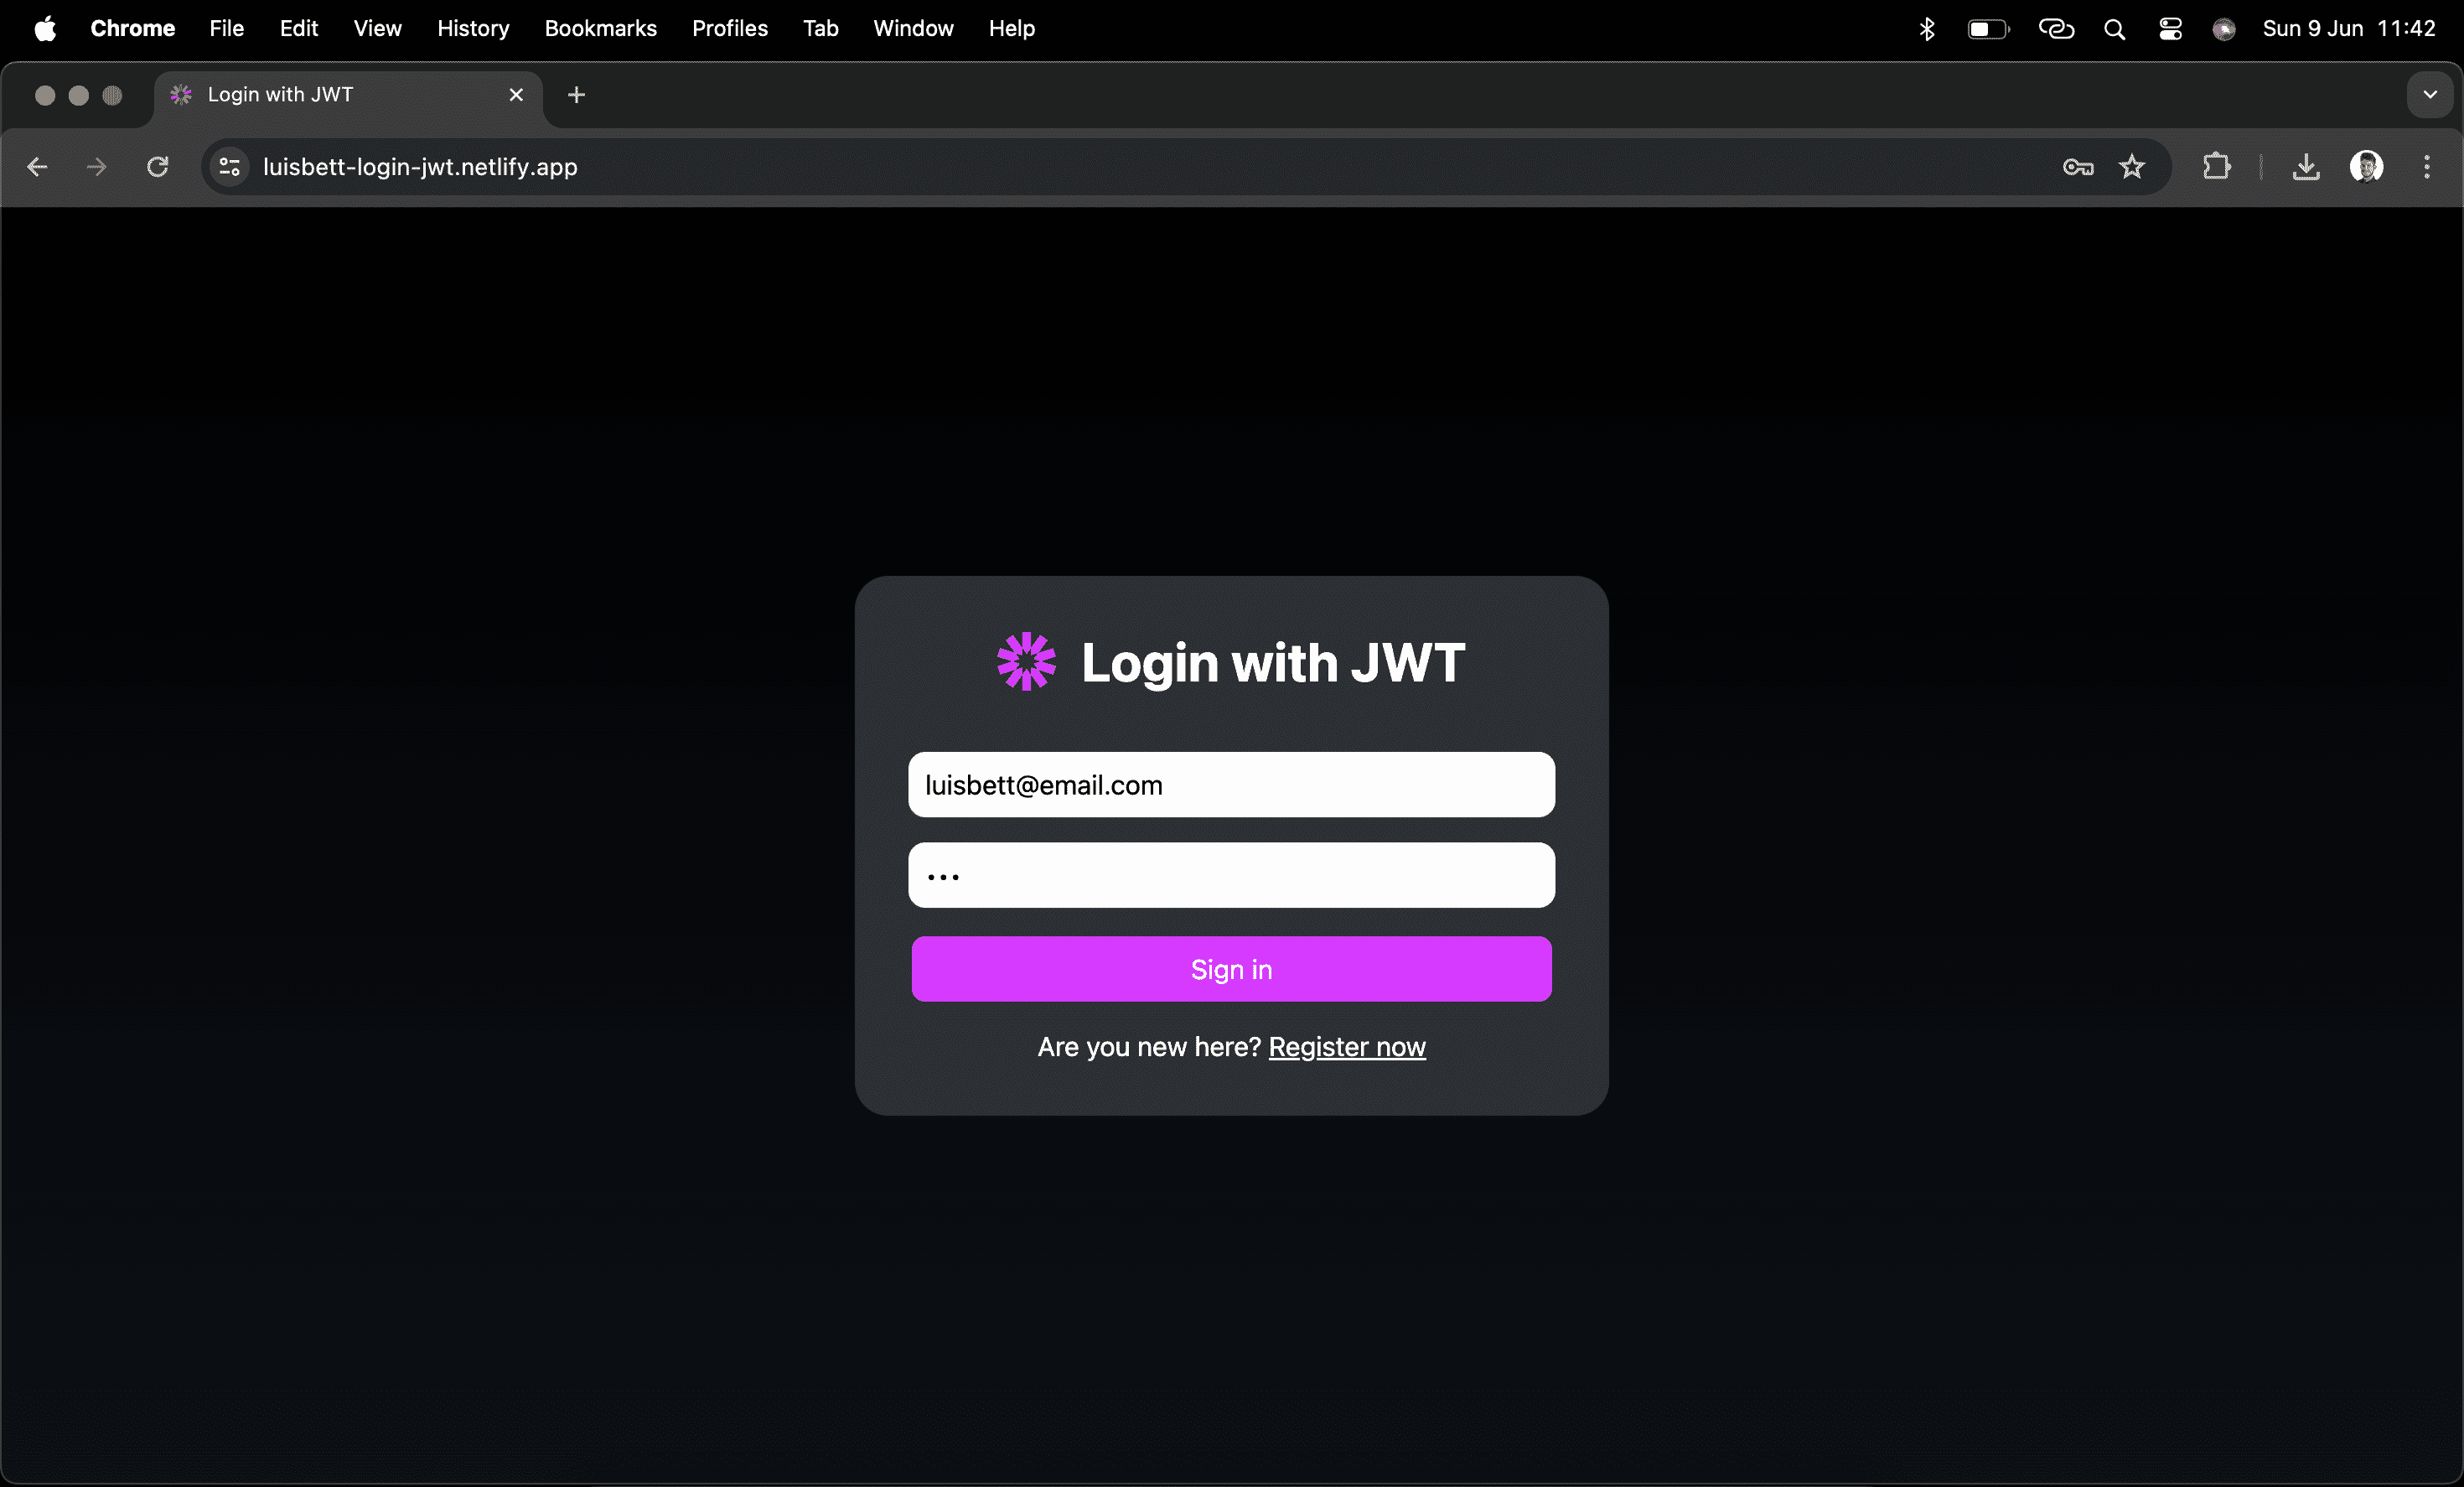 Chrome File Edit View History Bookmarks Profiles Tab Window Help Sun 9 Jun 11:42
Login with JWT
luisbett-login-jwt.netlify.app
Login with JWT
luisbett@email.com
•••
Sign in
Are you new here? Register now